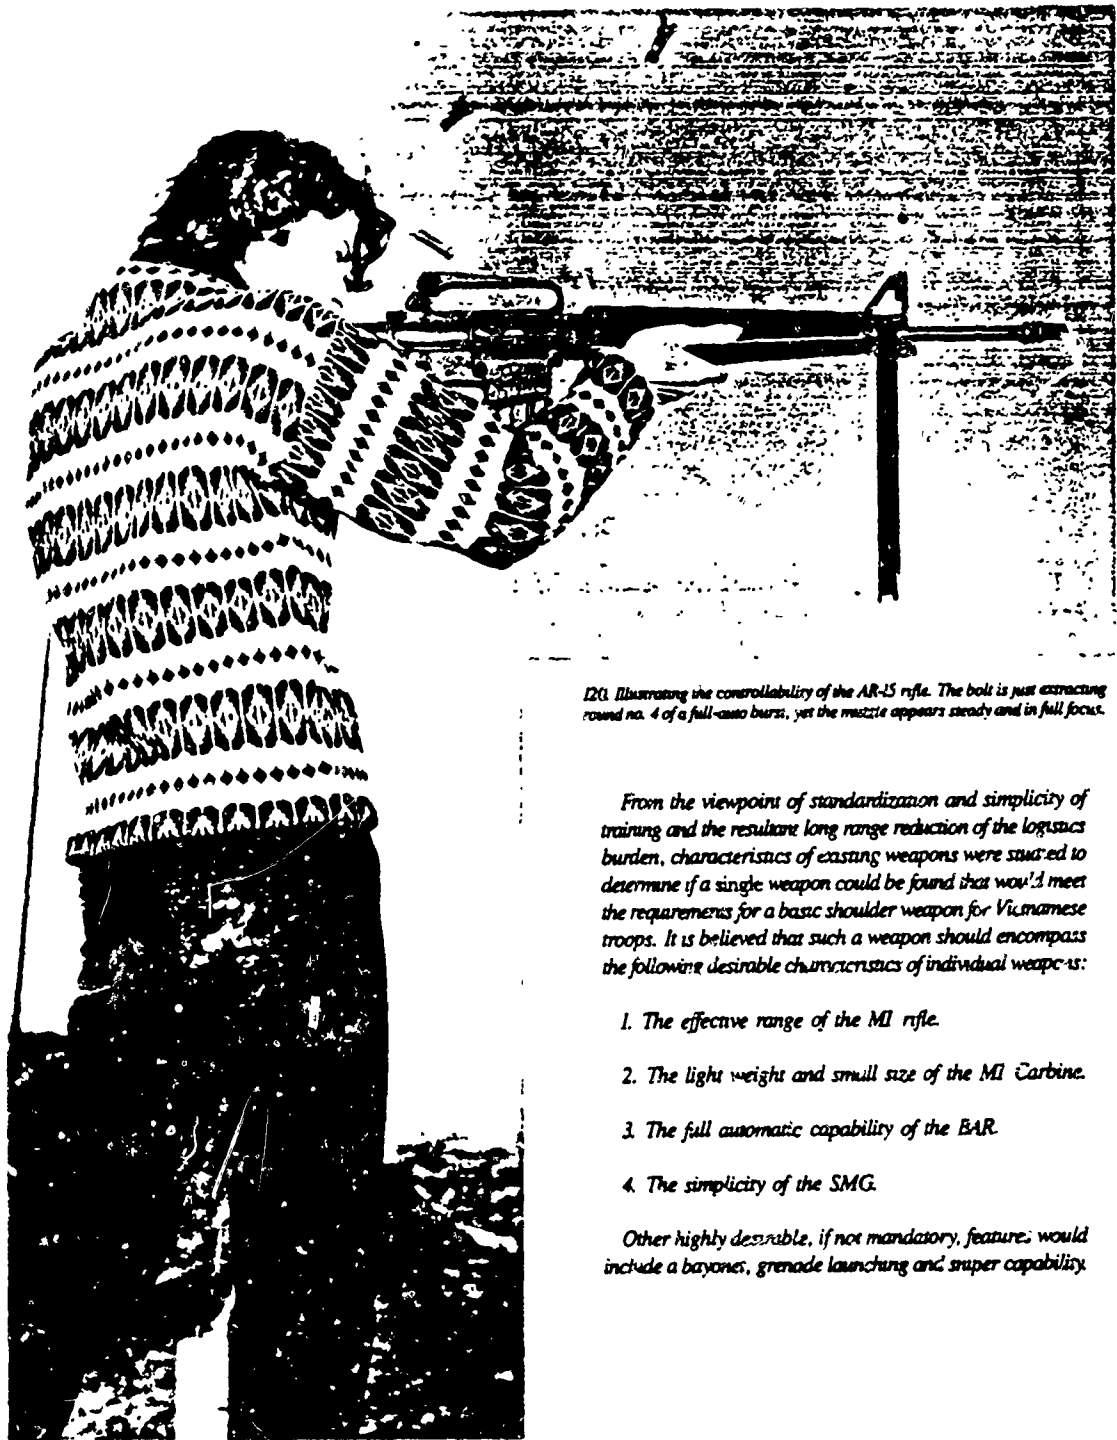 120. Illustrating the controllability of the AR-15 rifle. The bolt is just extracting
round no. 4 of a full-auto burst, yet the muzzle appears steady and in full focus.
From the viewpoint of standardization and simplicity of
training and the resultant long range reduction of the logistics
burden, characteristics of existing weapons were studied to
determine if a single weapon could be found that would meet
the requirements for a basic shoulder weapon for Vietnamese
troops. It is believed that such a weapon should encompass
the following desirable characteristics of individual weapons:
1. The effective range of the M1 rifle.
2. The light weight and small size of the M1 Carbine.
3. The full automatic capability of the BAR.
4. The simplicity of the SMG.
Other highly desirable, if not mandatory, features would
include a bayonet, grenade launching and sniper capability.